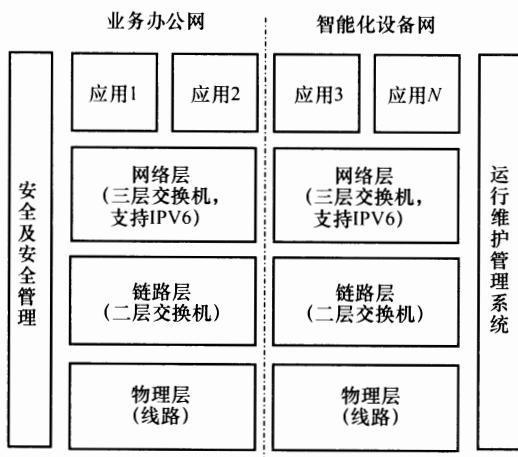 业务办公网
智能化设备网
安全及安全管理
应用1
应用2
应用3
应用N
运行维护管理系统
网络层
(三层交换机，
支持IPV6)
网络层
(三层交换机，
支持IPV6)
链路层
(二层交换机)
链路层
(二层交换机)
物理层
(线路)
物理层
(线路)